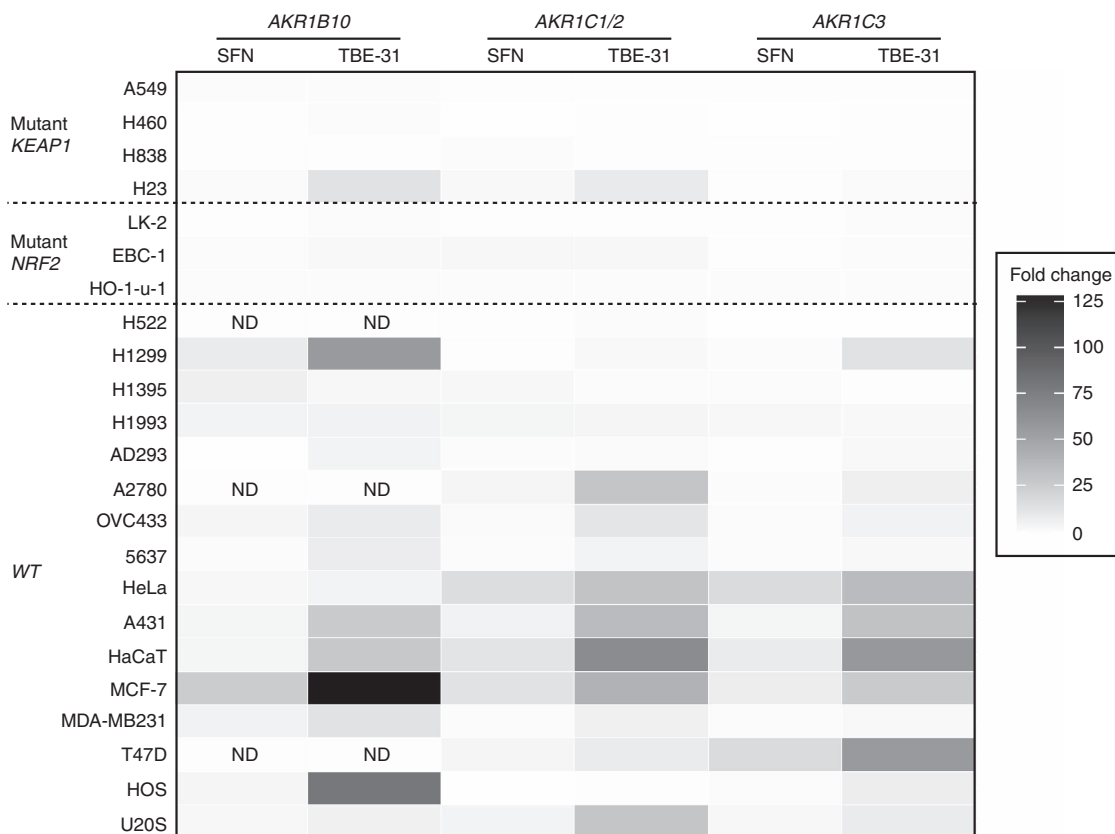 AKR1B10 AKR1C1/2 AKR1C3
SFN TBE-31 SFN TBE-31 SFN TBE-31
Mutant
KEAP1
A549
H460
H838
H23
Mutant
NRF2
LK-2
EBC-1
HO-1-u-1
WT
H522 ND ND
H1299
H1395
H1993
AD293
A2780 ND ND
OVC433
5637
HeLa
A431
HaCaT
MCF-7
MDA-MB231
T47D ND ND
HOS
U20S
Fold change
125
100
75
50
25
0